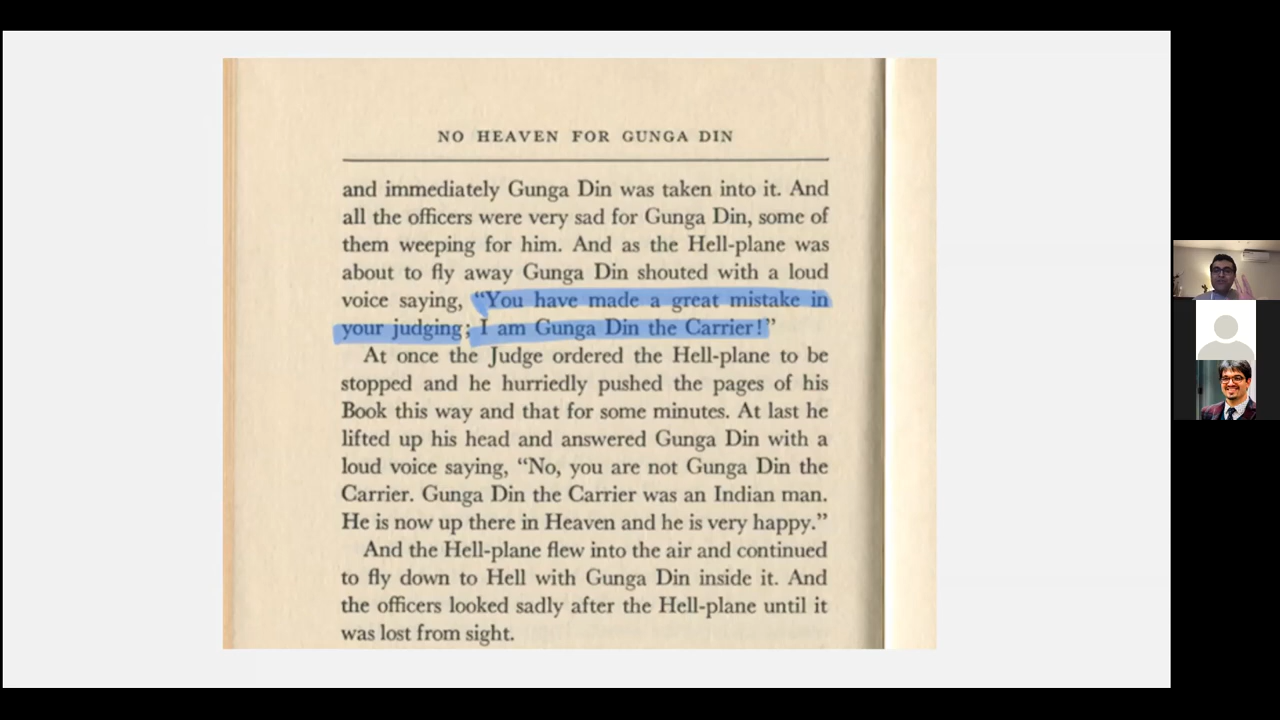 NO HEAVEN FOR GUNGA DIN
and immediately Gunga Din was taken into it. And
all the officers were very sad for Gunga Din, some of
them weeping for him. And as the Hell-plane was
about to fly away Gunga Din shouted with a loud
voice saying, “You have made a great mistake in
your judging; I am Gunga Din the Carrier!”
At once the Judge ordered the Hell-plane to be
stopped and he hurriedly pushed the pages of his
Book this way and that for some minutes. At last he
lifted up his head and answered Gunga Din with a
loud voice saying, “No, you are not Gunga Din the
Carrier. Gunga Din the Carrier was an Indian man.
He is now up there in Heaven and he is very happy.”
And the Hell-plane flew into the air and continued
to fly down to Hell with Gunga Din inside it. And
the officers looked sadly after the Hell-plane until it
was lost from sight.